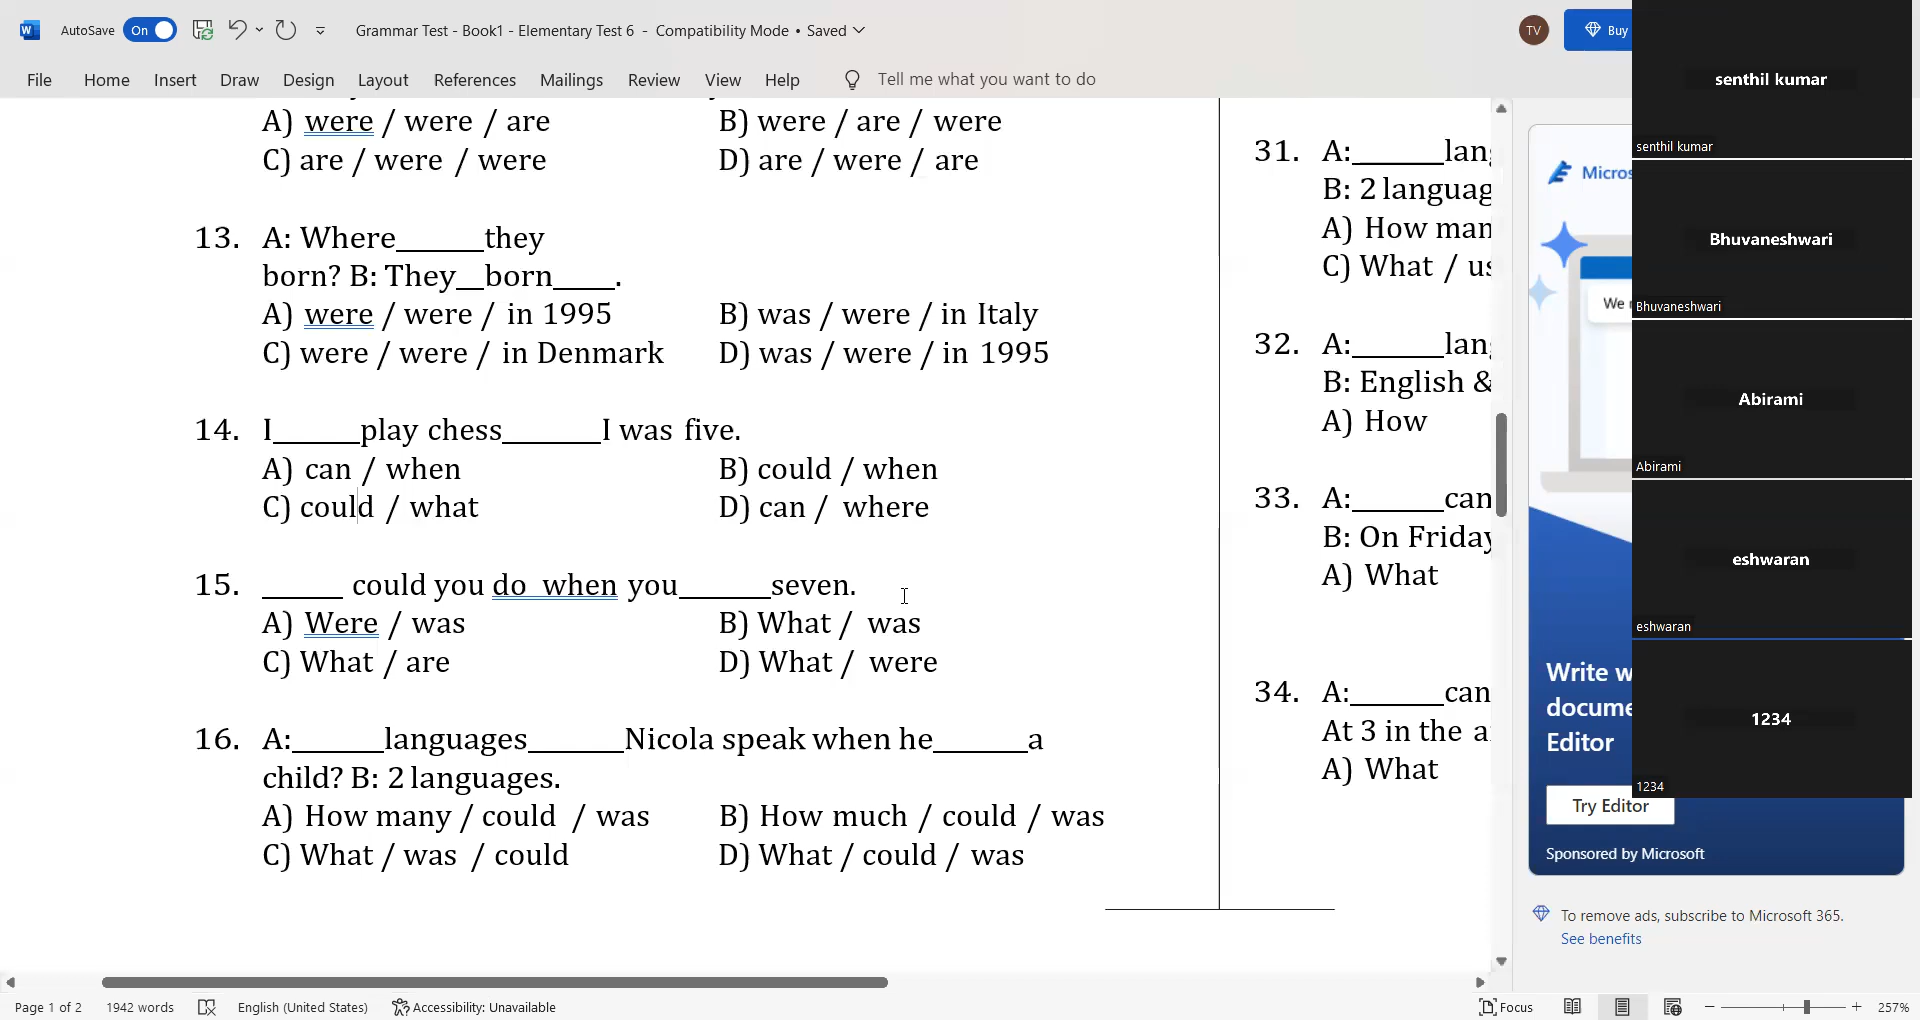 AutoSave On Grammar Test - Book1 - Elementary Test 6 - Compatibility Mode • Saved TV Buy
File Home Insert Draw Design Layout References Mailings Review View Help Tell me what you want to do
A) were / were / are B) were / are / were
C) are / were / were D) are / were / are
13. A: Where______they
born? B: They__born____.
A) were / were / in 1995 B) was / were / in Italy
C) were / were / in Denmark D) was / were / in 1995
14. I______play chess_______I was five.
A) can / when B) could / when
C) could / what D) can / where
15. ______ could you do when you______seven.
A) Were / was B) What / was
C) What / are D) What / were
16. A:______languages______Nicola speak when he______a
child? B: 2 languages.
A) How many / could / was B) How much / could / was
C) What / was / could D) What / could / was
31. A:______
B: 2
A) How
C) What /
32. A:______
B: English &
A) How
33. A:______can
B: On
A) What
34. A:______can
At 3 in the
A) What
We
Write
Editor
Try Editor
Sponsored by Microsoft
To remove ads, subscribe to Microsoft 365.
See benefits
senthil kumar
senthil kumar
Bhuvaneshwari
Bhuvaneshwari
Abirami
Abirami
eshwaran
eshwaran
1234
1234
Page 1 of 2 1942 words English (United States) Accessibility: Unavailable Focus 257%